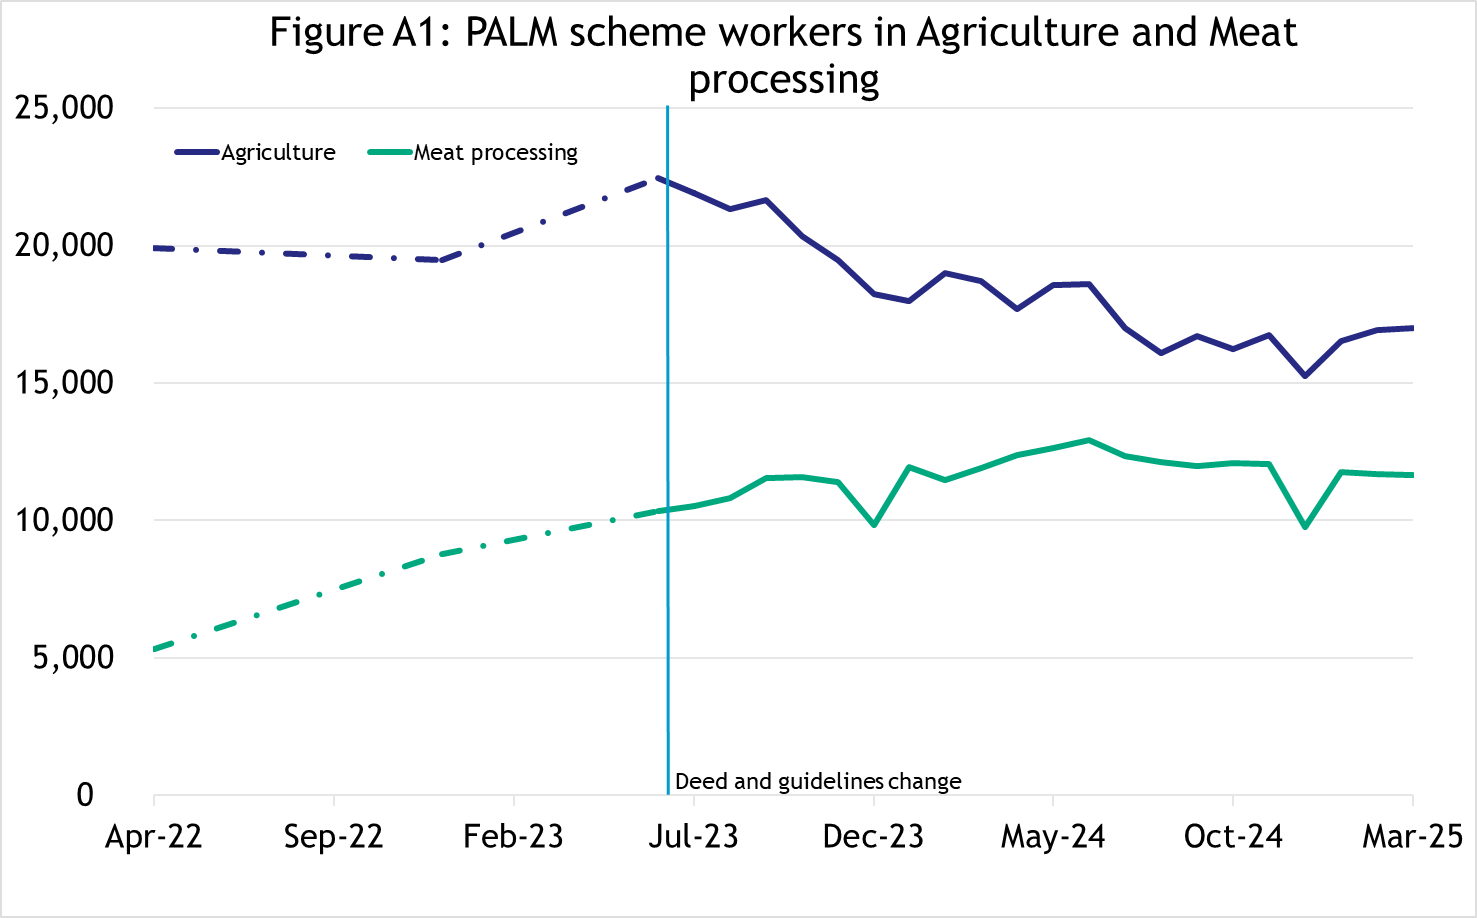 Figure A1: PALM scheme workers in Agriculture and Meat
processing
25,000
Agriculture
Meat processing
20,000
15,000
10,000
5,000
0
Deed and guidelines change
Apr-22
Sep-22
Feb-23
Jul-23
Dec-23
May-24
Oct-24
Mar-25